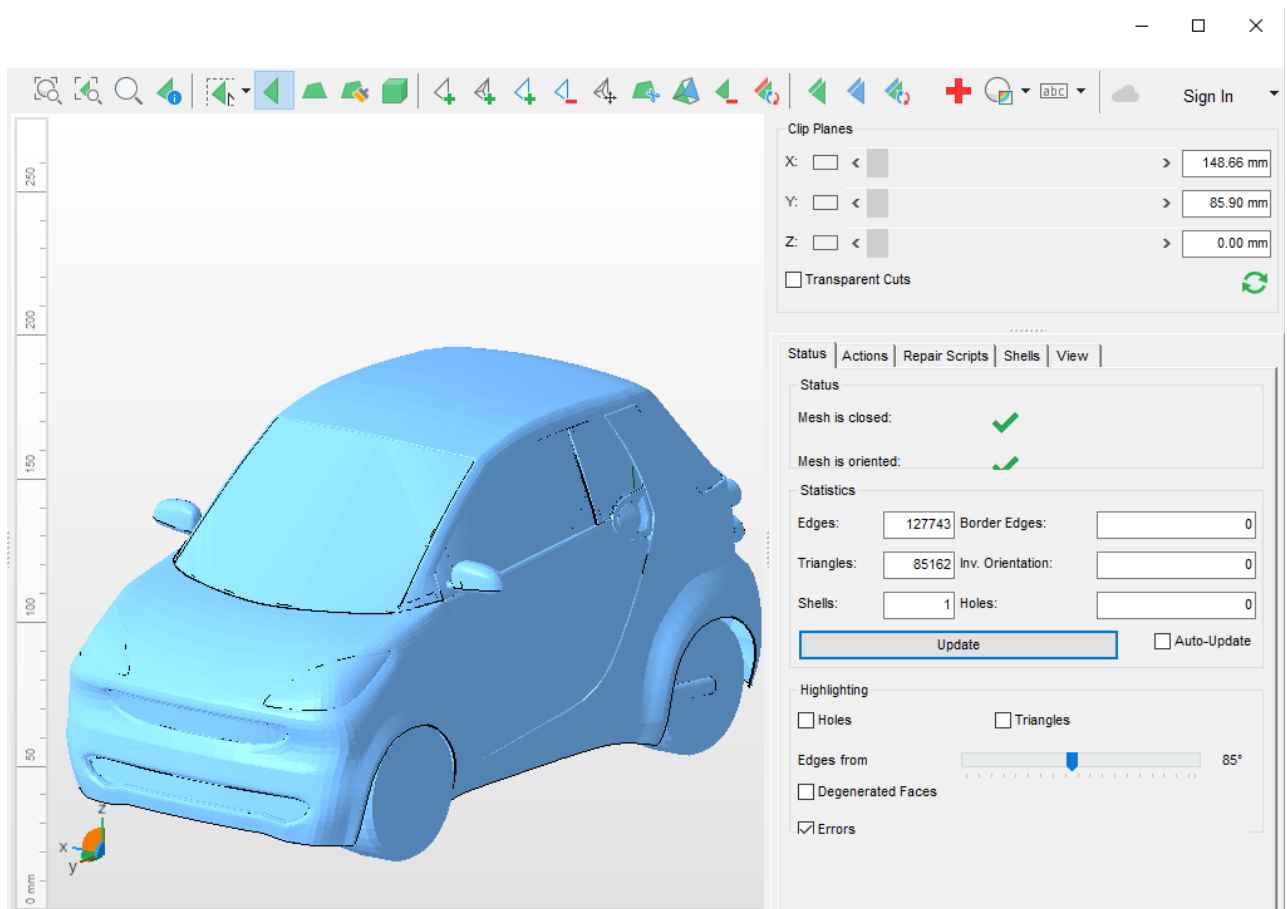 abc
Sign In
Clip Planes
X: < > 148.66 mm
Y: < > 85.90 mm
Z: < > 0.00 mm
Transparent Cuts
Status Actions Repair Scripts Shells View
Status
Mesh is closed:
Mesh is oriented:
Statistics
Edges: 127743 Border Edges: 0
Triangles: 85162 Inv. Orientation: 0
Shells: 1 Holes: 0
Update Auto-Update
Highlighting
Holes Triangles
Edges from 85°
Degenerated Faces
Errors
250
200
150
100
50
0 mm
z
x
y